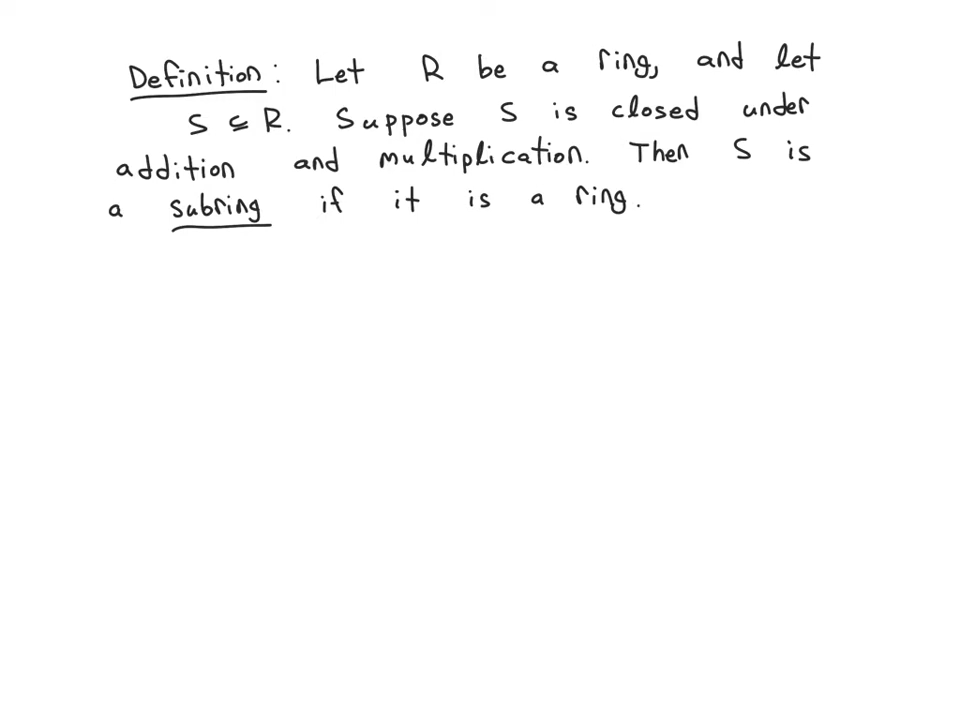 Definition: Let R be a ring, and let
S ⊆ R. Suppose S is closed under
addition and multiplication. Then S is
a subring if it is a ring.